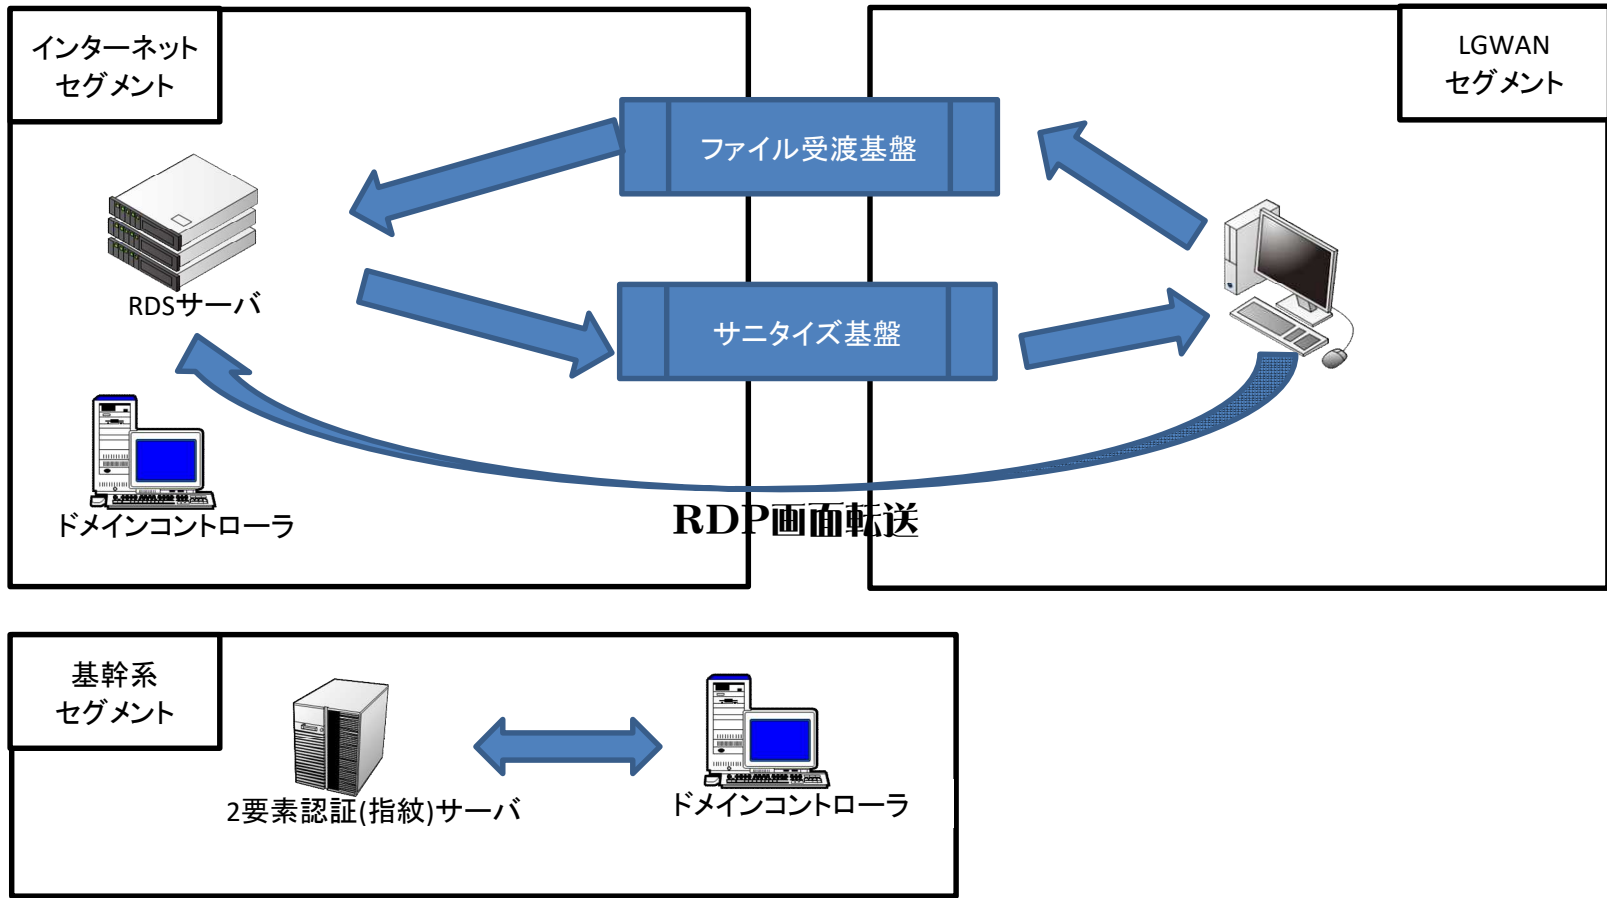 インターネット
セグメント
LGWAN
セグメント
ファイル受渡基盤
RDSサーバ
サニタイズ基盤
ドメインコントローラ
RDP画面転送
基幹系
セグメント
2要素認証(指紋)サーバ
ドメインコントローラ